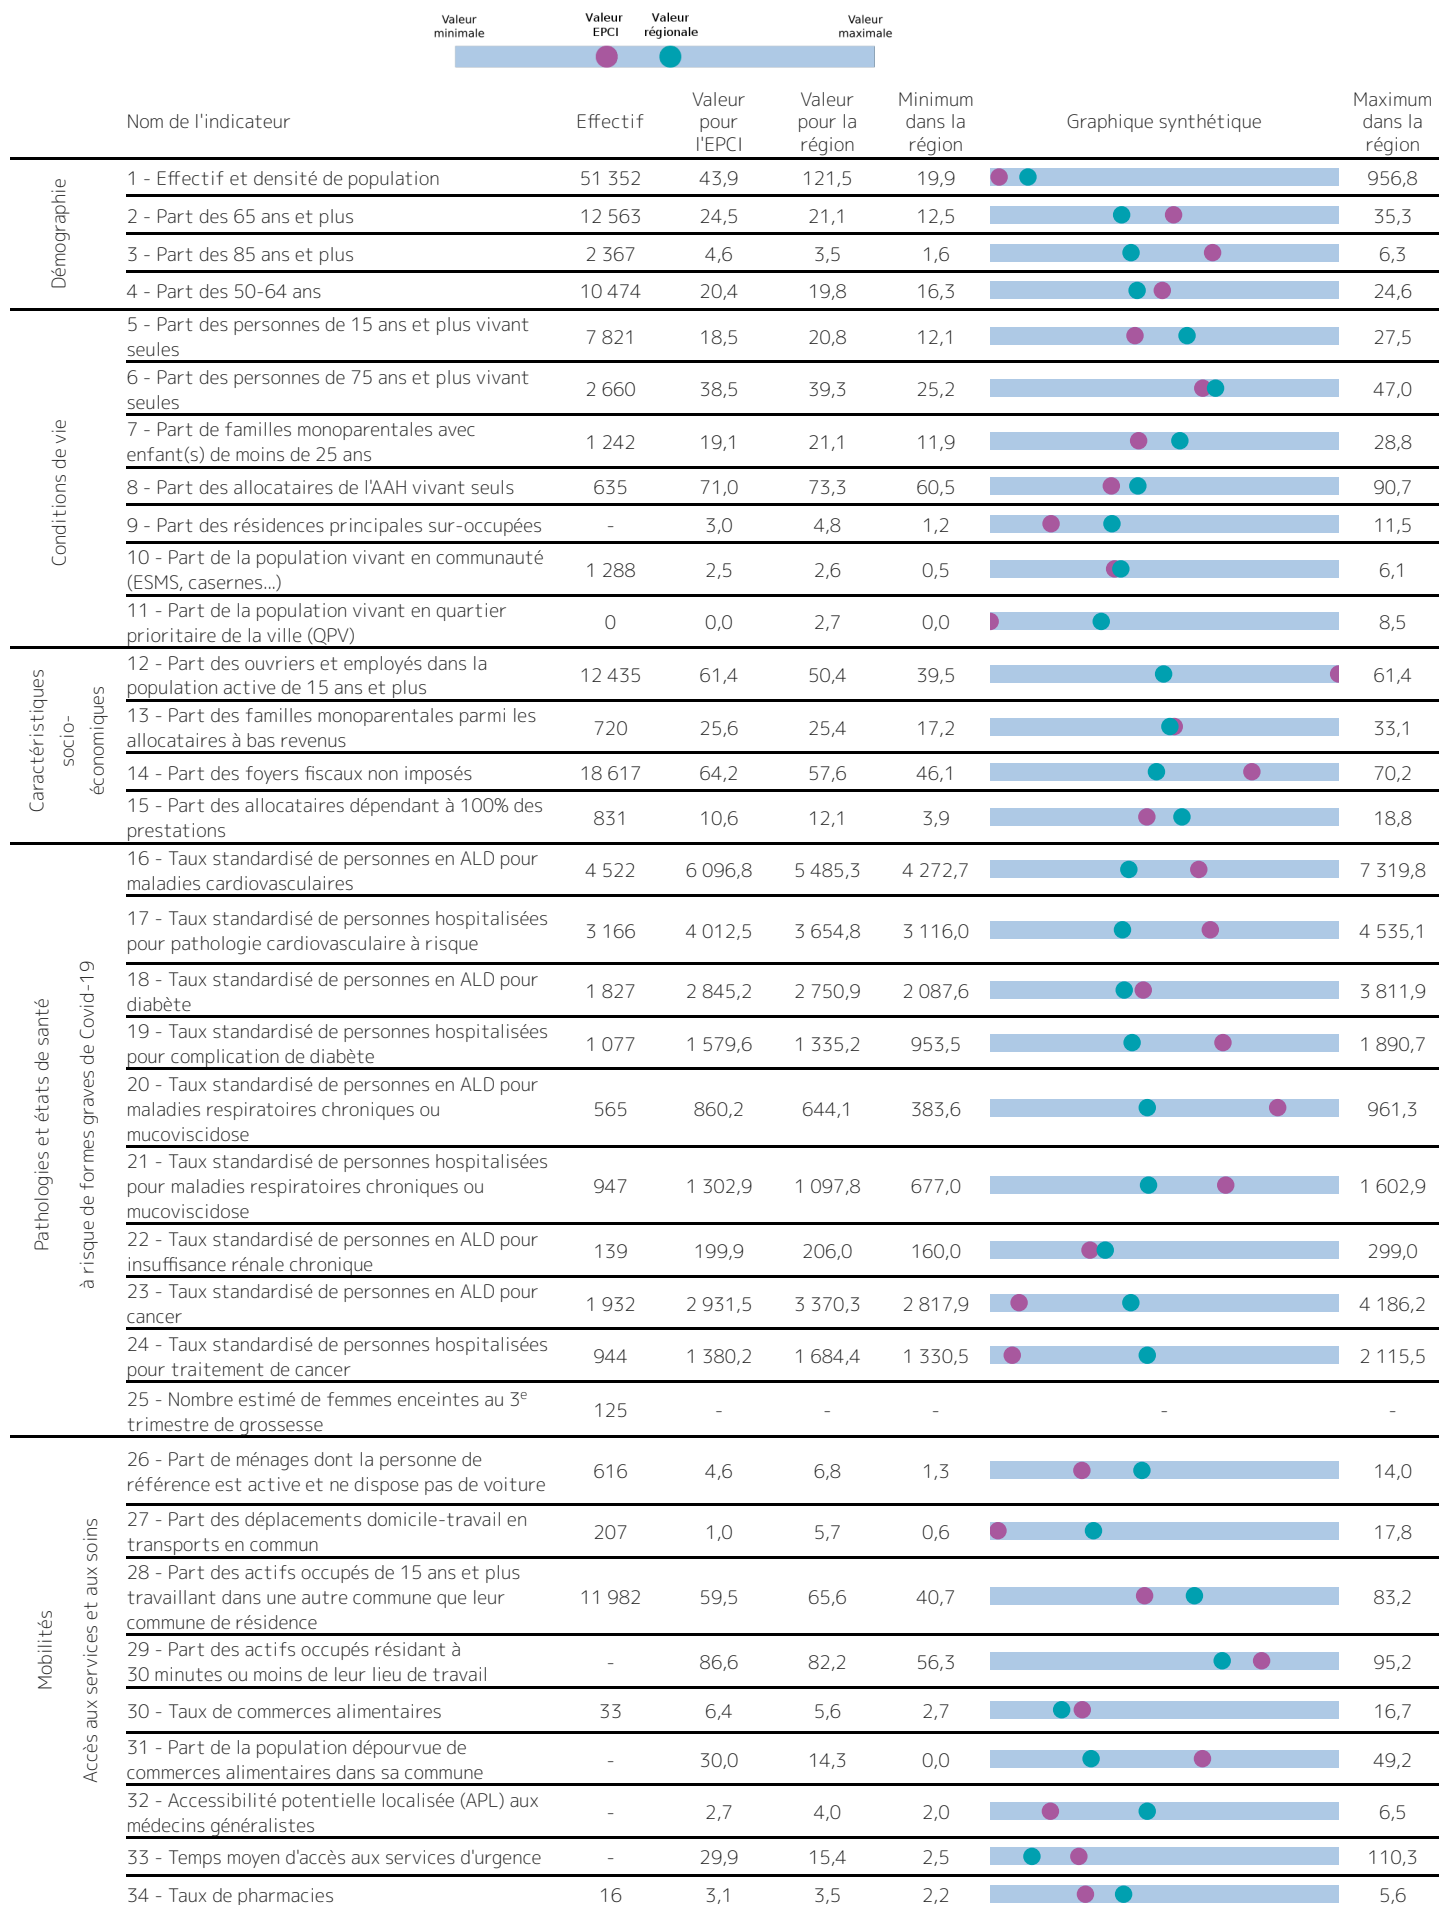 Valeur minimale
Valeur EPCI
Valeur régionale
Valeur maximale
Nom de l'indicateur Effectif Valeur pour l'EPCI Valeur pour la région Minimum dans la région Graphique synthétique Maximum dans la région
Démographie
1 - Effectif et densité de population 51 352 43,9 121,5 19,9 956,8
2 - Part des 65 ans et plus 12 563 24,5 21,1 12,5 35,3
3 - Part des 85 ans et plus 2 367 4,6 3,5 1,6 6,3
4 - Part des 50-64 ans 10 474 20,4 19,8 16,3 24,6
Conditions de vie
5 - Part des personnes de 15 ans et plus vivant
seules 7 821 18,5 20,8 12,1 27,5
6 - Part des personnes de 75 ans et plus vivant
seules 2 660 38,5 39,3 25,2 47,0
7 - Part de familles monoparentales avec
enfant(s) de moins de 25 ans 1 242 19,1 21,1 11,9 28,8
8 - Part des allocataires de l'AAH vivant seuls 635 71,0 73,3 60,5 90,7
9 - Part des résidences principales sur-occupées - 3,0 4,8 1,2 11,5
10 - Part de la population vivant en communauté
(ESMS, casernes...) 1 288 2,5 2,6 0,5 6,1
11 - Part de la population vivant en quartier
prioritaire de la ville (QPV) 0 0,0 2,7 0,0 8,5
Caractéristiques
socio-
économiques
12 - Part des ouvriers et employés dans la
population active de 15 ans et plus 12 435 61,4 50,4 39,5 61,4
13 - Part des familles monoparentales parmi les
allocataires à bas revenus 720 25,6 25,4 17,2 33,1
14 - Part des foyers fiscaux non imposés 18 617 64,2 57,6 46,1 70,2
15 - Part des allocataires dépendant à 100% des
prestations 831 10,6 12,1 3,9 18,8
Pathologies et états de santé
à risque de formes graves de Covid-19
16 - Taux standardisé de personnes en ALD pour
maladies cardiovasculaires 4 522 6 096,8 5 485,3 4 272,7 7 319,8
17 - Taux standardisé de personnes hospitalisées
pour pathologie cardiovasculaire à risque 3 166 4 012,5 3 654,8 3 116,0 4 535,1
18 - Taux standardisé de personnes en ALD pour
diabète 1 827 2 845,2 2 750,9 2 087,6 3 811,9
19 - Taux standardisé de personnes hospitalisées
pour complication de diabète 1 077 1 579,6 1 335,2 953,5 1 890,7
20 - Taux standardisé de personnes en ALD pour
maladies respiratoires chroniques ou
mucoviscidose 565 860,2 644,1 383,6 961,3
21 - Taux standardisé de personnes hospitalisées
pour maladies respiratoires chroniques ou
mucoviscidose 947 1 302,9 1 097,8 677,0 1 602,9
22 - Taux standardisé de personnes en ALD pour
insuffisance rénale chronique 139 199,9 206,0 160,0 299,0
23 - Taux standardisé de personnes en ALD pour
cancer 1 932 2 931,5 3 370,3 2 817,9 4 186,2
24 - Taux standardisé de personnes hospitalisées
pour traitement de cancer 944 1 380,2 1 684,4 1 330,5 2 115,5
25 - Nombre estimé de femmes enceintes au 3e
trimestre de grossesse 125 - - - - -
Mobilités
Accès aux services et aux soins
26 - Part de ménages dont la personne de
référence est active et ne dispose pas de voiture 616 4,6 6,8 1,3 14,0
27 - Part des déplacements domicile-travail en
transports en commun 207 1,0 5,7 0,6 17,8
28 - Part des actifs occupés de 15 ans et plus
travaillant dans une autre commune que leur
commune de résidence 11 982 59,5 65,6 40,7 83,2
29 - Part des actifs occupés résidant à
30 minutes ou moins de leur lieu de travail - 86,6 82,2 56,3 95,2
30 - Taux de commerces alimentaires 33 6,4 5,6 2,7 16,7
31 - Part de la population dépourvue de
commerces alimentaires dans sa commune - 30,0 14,3 0,0 49,2
32 - Accessibilité potentielle localisée (APL) aux
médecins généralistes - 2,7 4,0 2,0 6,5
33 - Temps moyen d'accès aux services d'urgence - 29,9 15,4 2,5 110,3
34 - Taux de pharmacies 16 3,1 3,5 2,2 5,6